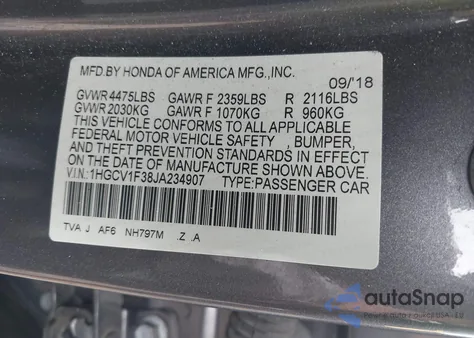 MFD.BY HONDA OF AMERICA MFG.,INC.
09/'18
GVWR 4475LBS GAWR F 2359LBS R 2116LBS
GVWR 2030KG GAWR F 1070KG R 960KG
THIS VEHICLE CONFORMS TO ALL APPLICABLE
FEDERAL MOTOR VEHICLE SAFETY , BUMPER,
AND THEFT PREVENTION STANDARDS IN EFFECT
ON THE DATE OF MANUFACTURE SHOWN ABOVE.
V.I.N.:1HGCV1F38JA234907 TYPE:PASSENGER CAR
TVA J AF6 NH797M .Z .A
autoSnap